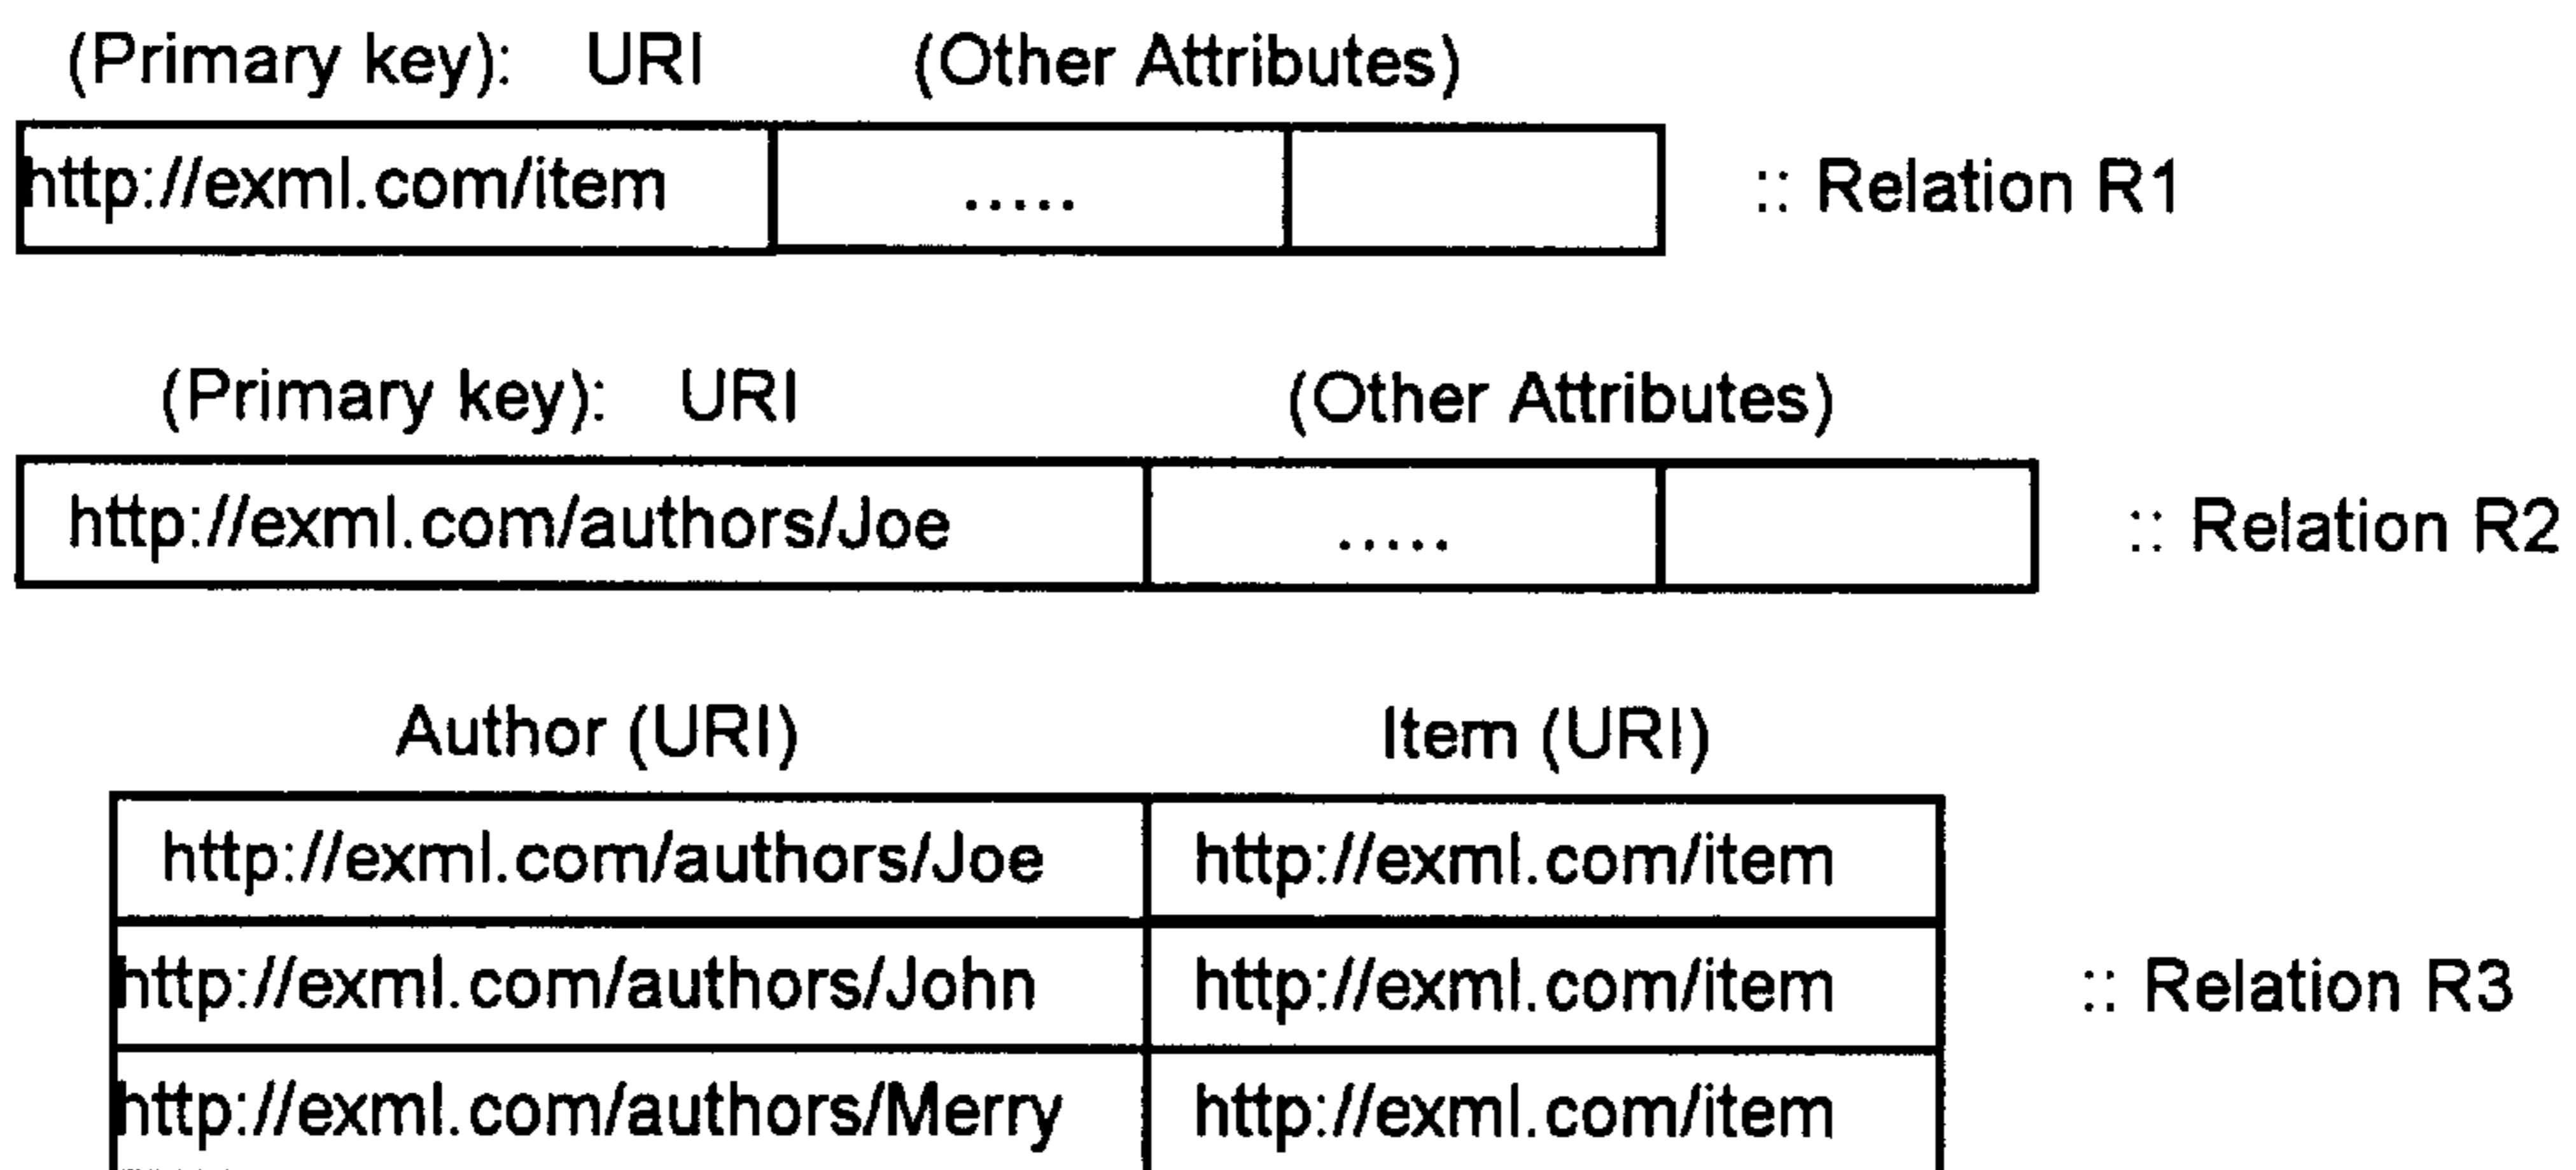 (Primary key): URI (Other Attributes)
http://exml.com/item ..... :: Relation R1
(Primary key): URI (Other Attributes)
http://exml.com/authors/Joe ..... :: Relation R2
Author (URI) Item (URI)
http://exml.com/authors/Joe http://exml.com/item
http://exml.com/authors/John http://exml.com/item :: Relation R3
http://exml.com/authors/Merry http://exml.com/item